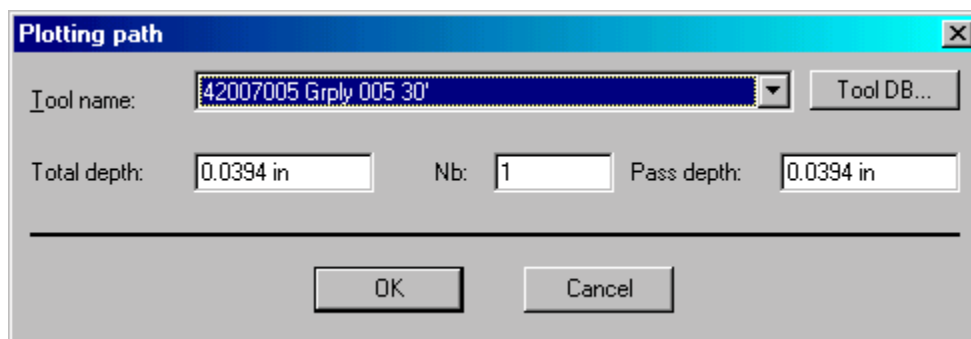 Plotting path
Tool name: 42007005 Grply 005 30' Tool DB...
Total depth: 0.0394 in Nb: 1 Pass depth: 0.0394 in
OK Cancel